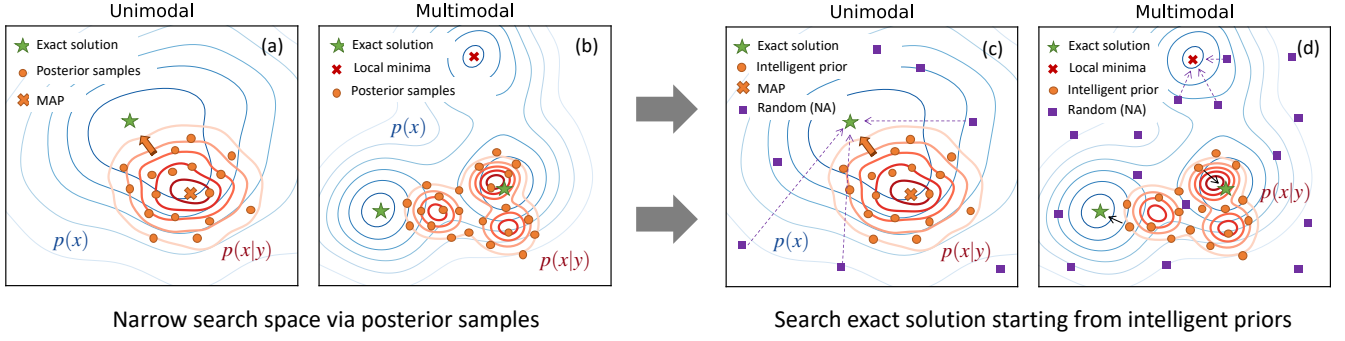 Unimodal
(a)
Exact solution
Posterior samples
MAP
p(x)
p(x|y)
Multimodal
(b)
Exact solution
Local minima
Posterior samples
p(x)
p(x|y)
Narrow search space via posterior samples
Unimodal
(c)
Exact solution
Intelligent prior
MAP
Random (NA)
p(x)
p(x|y)
Multimodal
(d)
Exact solution
Local minima
Intelligent prior
Random (NA)
p(x)
p(x|y)
Search exact solution starting from intelligent priors